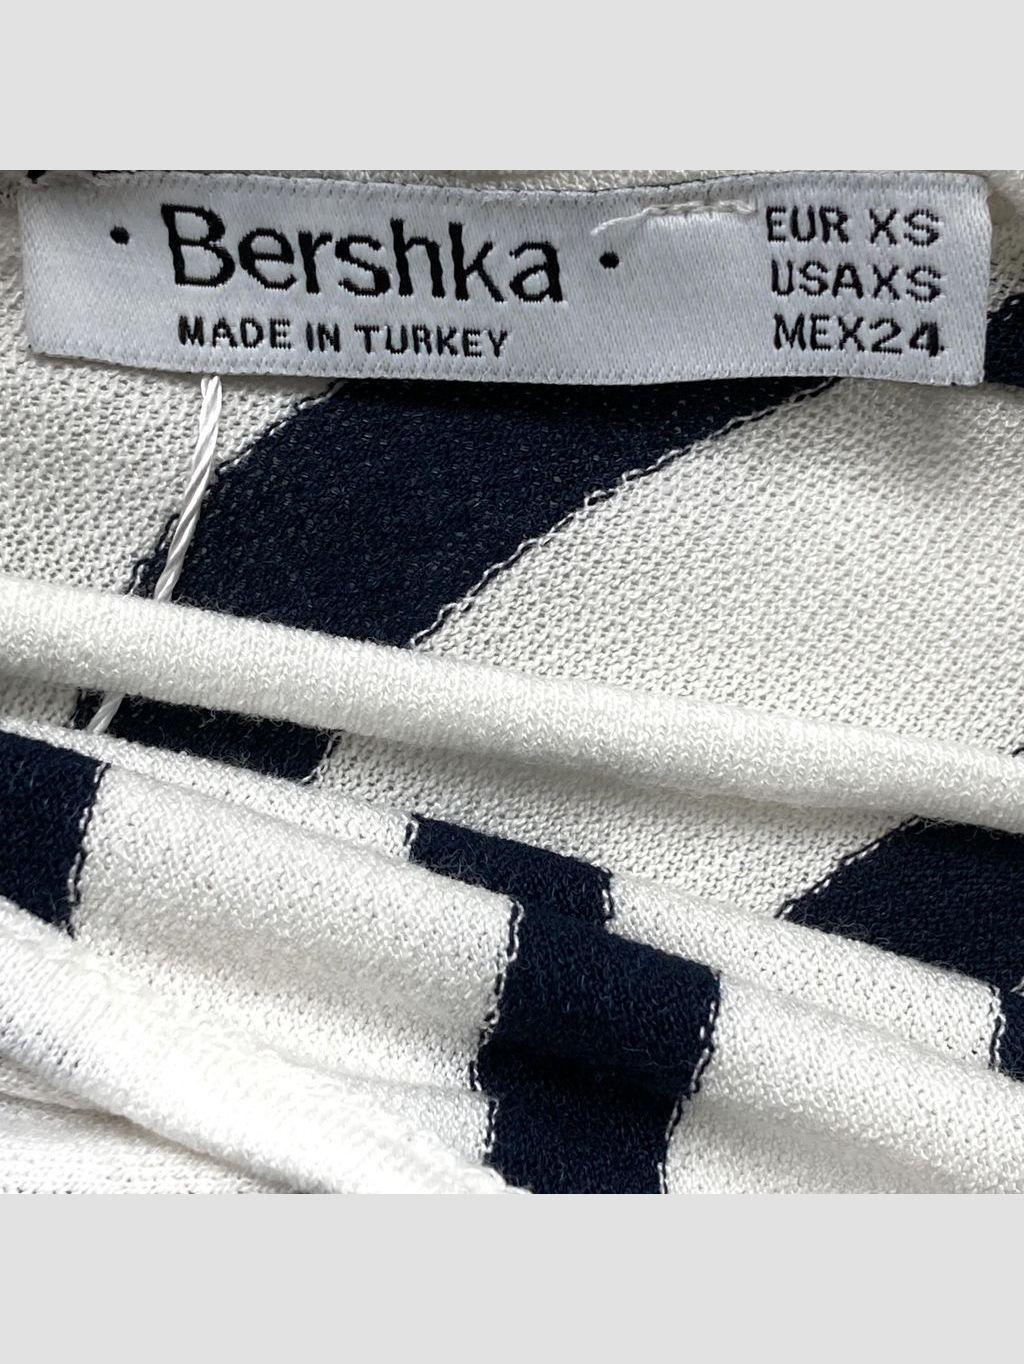 • Bershka •
MADE IN TURKEY
EUR XS
USA XS
MEX 24